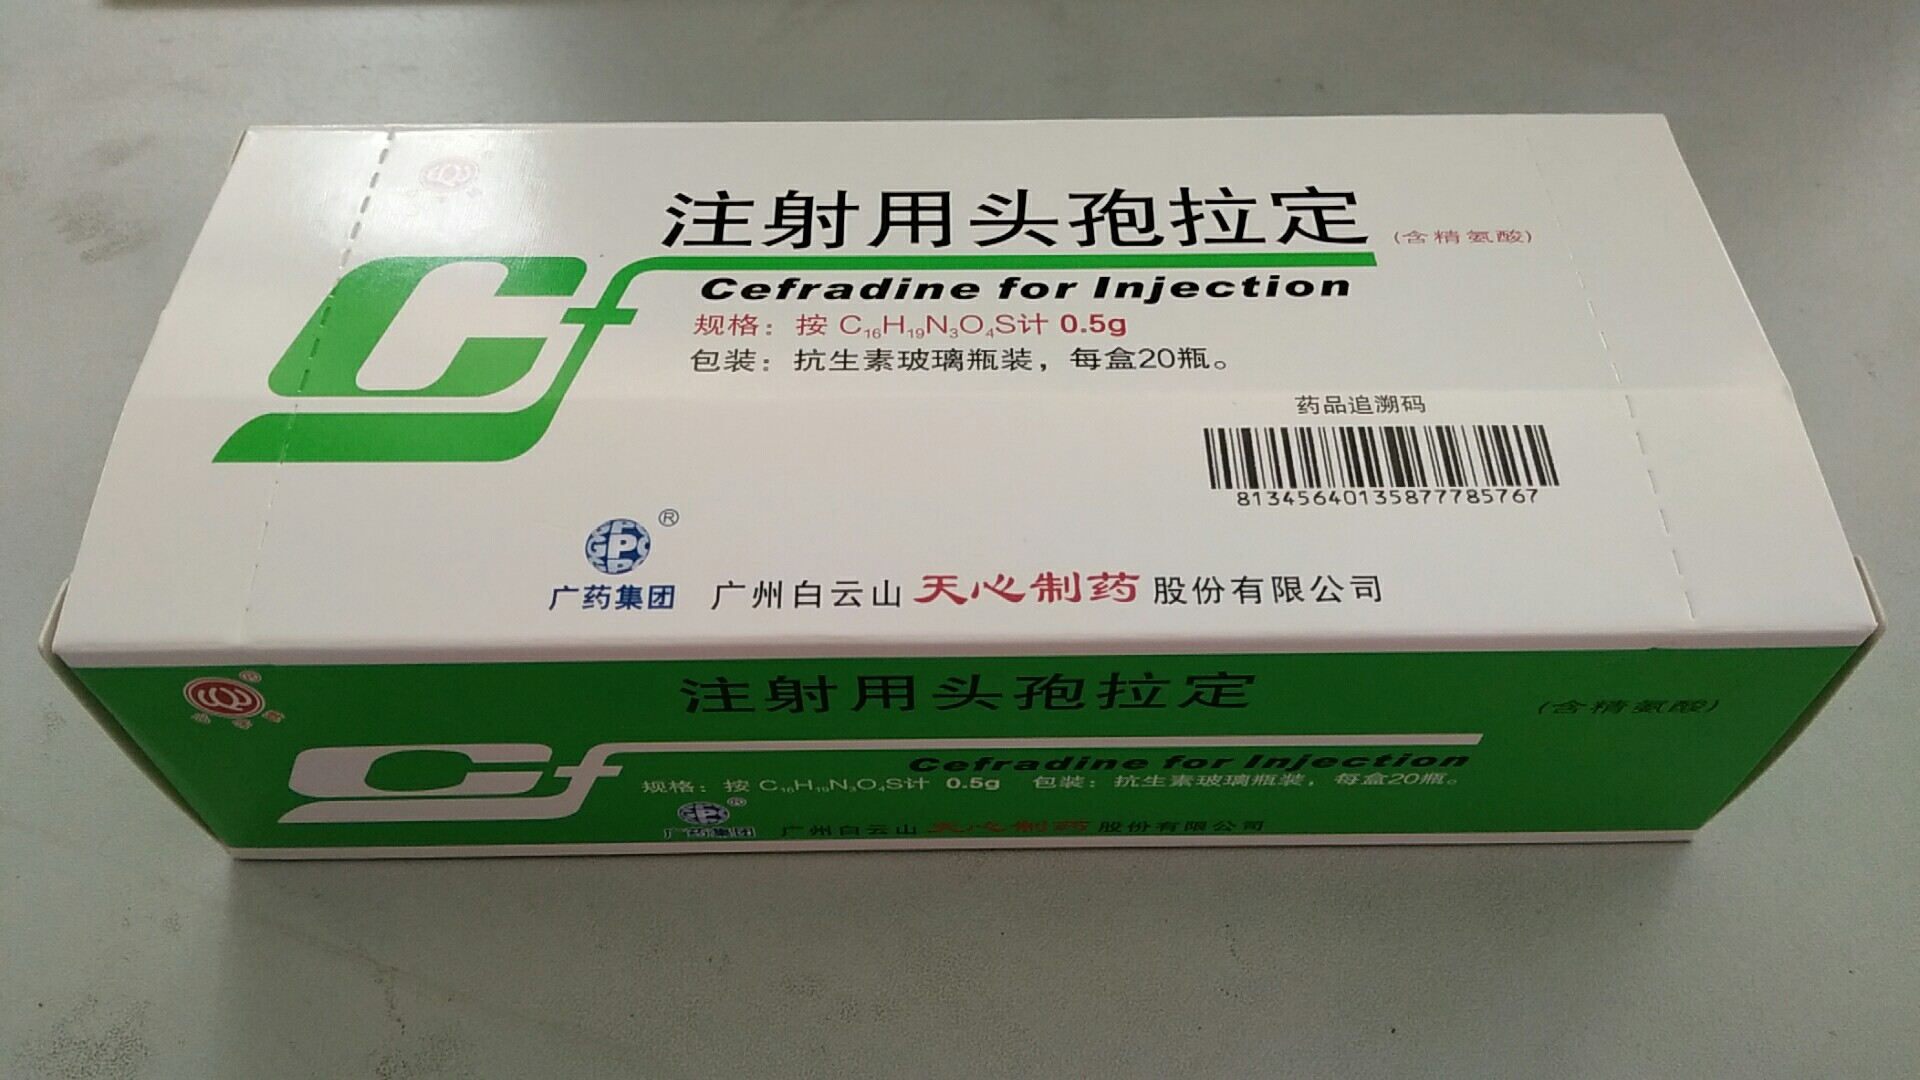 注射用头孢拉定 (含精氨酸)
Cf
Cefradine for Injection
规格：按 C₁₆H₁₉N₃O₄S计 0.5g
包装：抗生素玻璃瓶装，每盒20瓶。
药品追溯码
81345640135877785767
GPC ®
广药集团 广州白云山天心制药股份有限公司
注射用头孢拉定 (含精氨酸)
Cf
Cefradine for Injection
规格：按 C₁₆H₁₉N₃O₄S计 0.5g 包装：抗生素玻璃瓶装，每盒20瓶。
®
广药集团 广州白云山天心制药股份有限公司